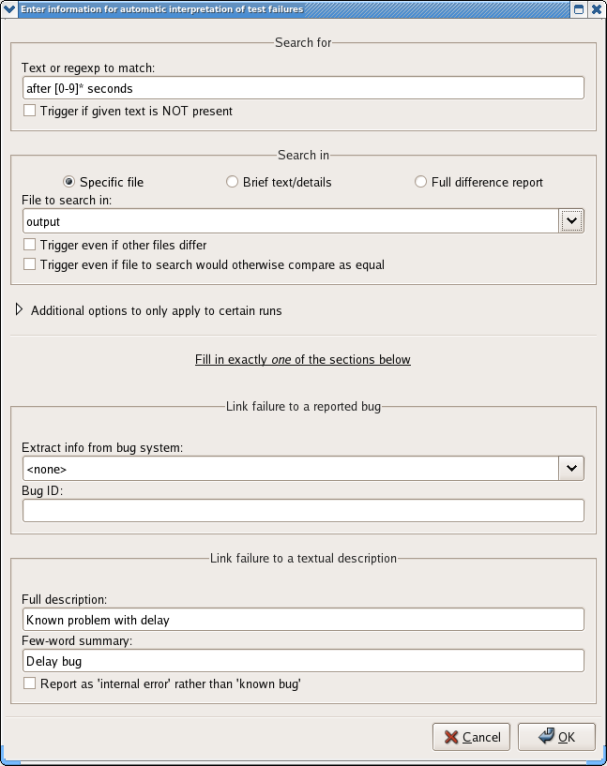 Enter information for automatic interpretation of test failures
Search for
Text or regexp to match:
after [0-9]* seconds
Trigger if given text is NOT present
Search in
Specific file
Brief text/details
Full difference report
File to search in:
output
Trigger even if other files differ
Trigger even if file to search would otherwise compare as equal
Additional options to only apply to certain runs
Fill in exactly one of the sections below
Link failure to a reported bug
Extract info from bug system:
<none>
Bug ID:
Link failure to a textual description
Full description:
Known problem with delay
Few-word summary:
Delay bug
Report as 'internal error' rather than 'known bug'
Cancel
OK